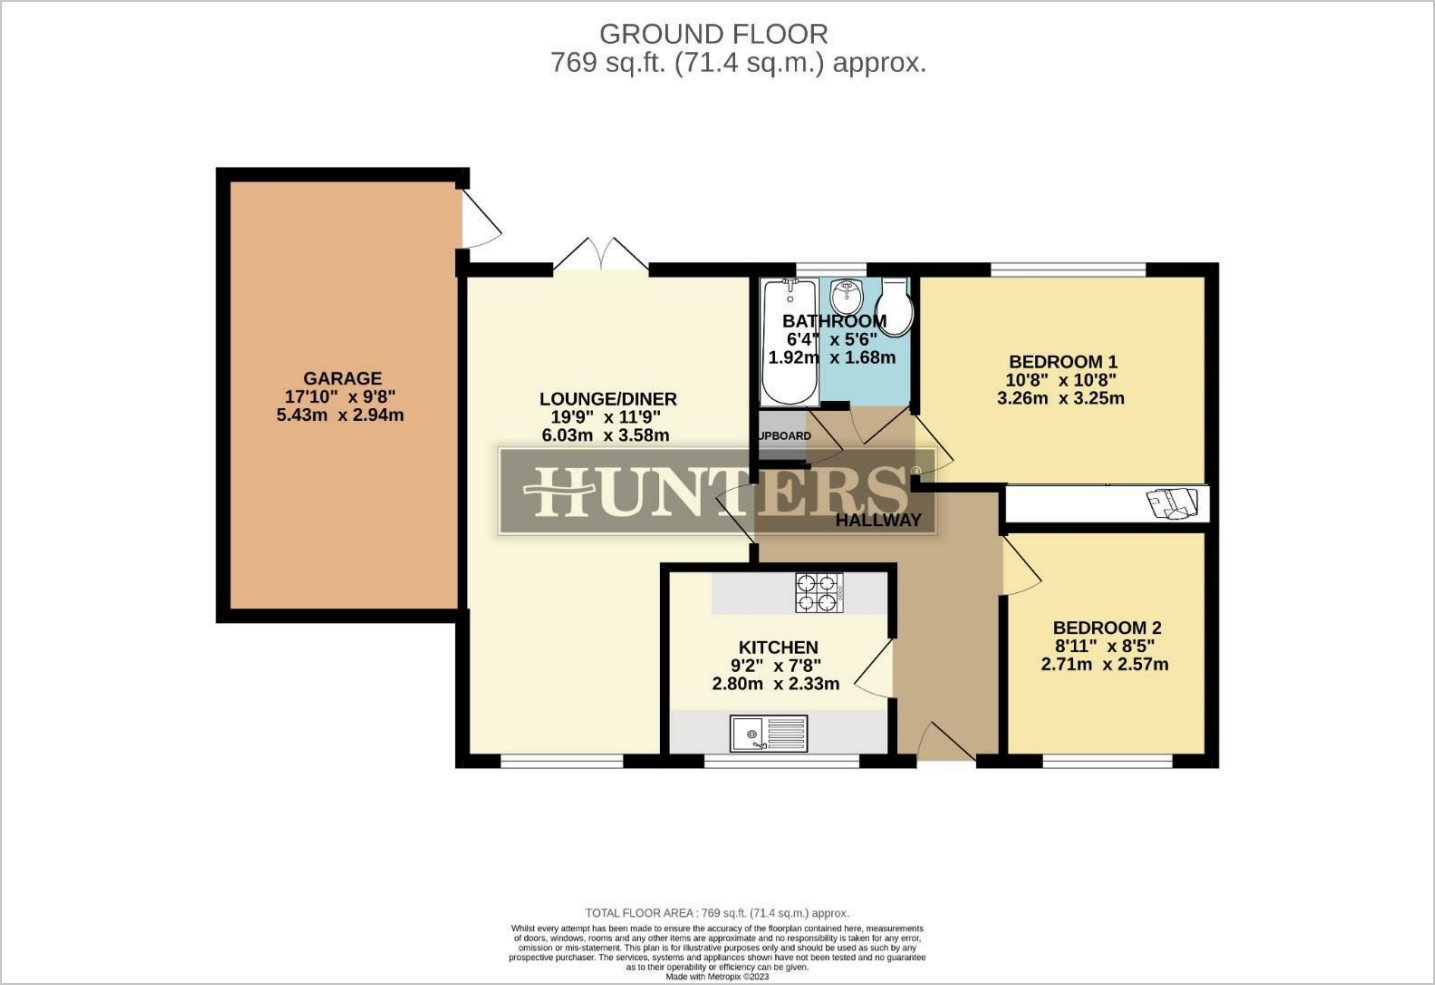 GROUND FLOOR
769 sq.ft. (71.4 sq.m.) approx.
GARAGE
17'10" x 9'8"
5.43m x 2.94m
LOUNGE/DINER
19'9" x 11'9"
6.03m x 3.58m
BATHROOM
6'4" x 5'6"
1.92m x 1.68m
BEDROOM 1
10'8" x 10'8"
3.26m x 3.25m
UPBOARD
HUNTERS®
HALLWAY
KITCHEN
9'2" x 7'8"
2.80m x 2.33m
BEDROOM 2
8'11" x 8'5"
2.71m x 2.57m
TOTAL FLOOR AREA : 769 sq.ft. (71.4 sq.m.) approx.
Whilst every attempt has been made to ensure the accuracy of the floorplan contained here, measurements
of doors, windows, rooms and any other items are approximate and no responsibility is taken for any error,
omission or mis-statement. This plan is for illustrative purposes only and should be used as such by any
prospective purchaser. The services, systems and appliances shown have not been tested and no guarantee
as to their operability or efficiency can be given.
Made with Metropix ©2023